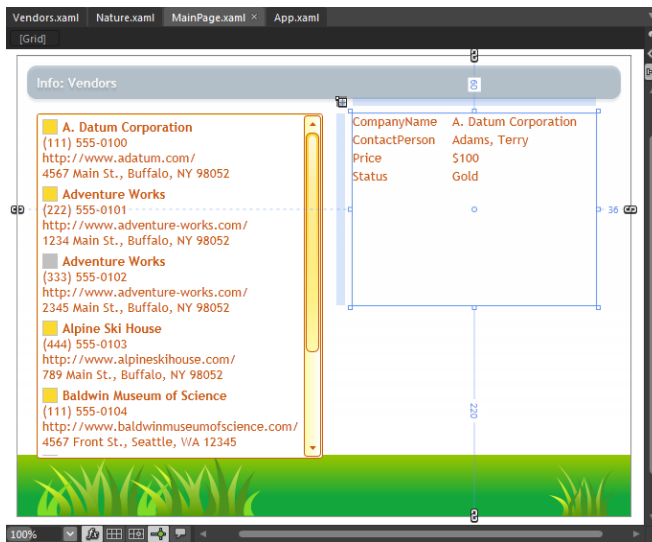 Vendors.xaml Nature.xaml MainPage.xaml × App.xaml
[Grid]
Info: Vendors
60
A. Datum Corporation
(111) 555-0100
http://www.adatum.com/
4567 Main St., Buffalo, NY 98052
Adventure Works
(222) 555-0101
http://www.adventure-works.com/
1234 Main St., Buffalo, NY 98052
Adventure Works
(333) 555-0102
http://www.adventure-works.com/
2345 Main St., Buffalo, NY 98052
Alpine Ski House
(444) 555-0103
http://www.alpineskihouse.com/
789 Main St., Buffalo, NY 98052
Baldwin Museum of Science
(111) 555-0104
http://www.baldwinmuseumofscience.com/
4567 Front St., Seattle, WA 12345
CompanyName A. Datum Corporation
ContactPerson Adams, Terry
Price $100
Status Gold
36
220
100%
fx